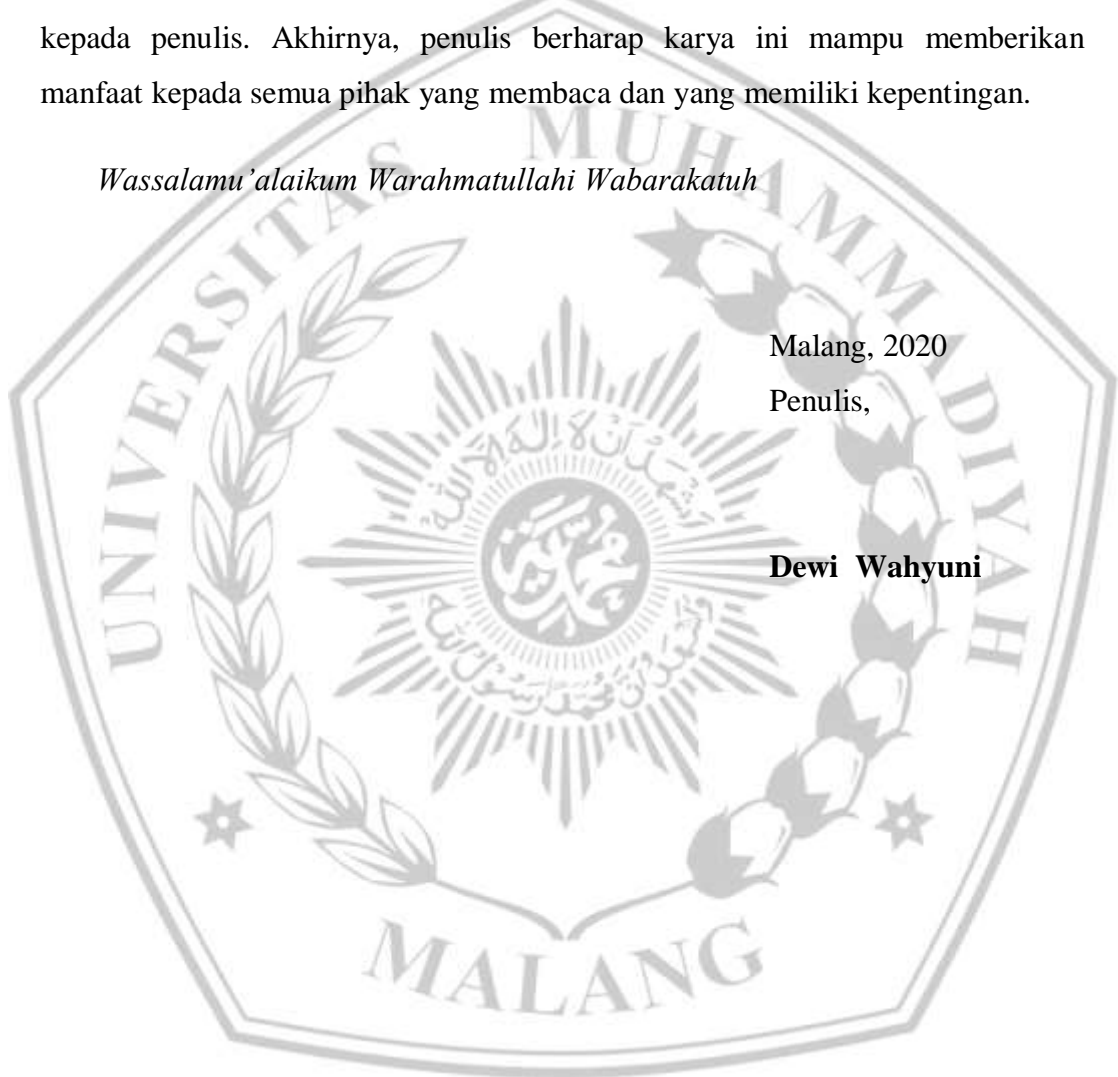 kepada penulis. Akhirnya, penulis berharap karya ini mampu memberikan
manfaat kepada semua pihak yang membaca dan yang memiliki kepentingan.
Wassalamu’alaikum Warahmatullahi Wabarakatuh
Malang, 2020
Penulis,
Dewi Wahyuni
UNIVERSITAS MUHAMMADIYAH
MALANG